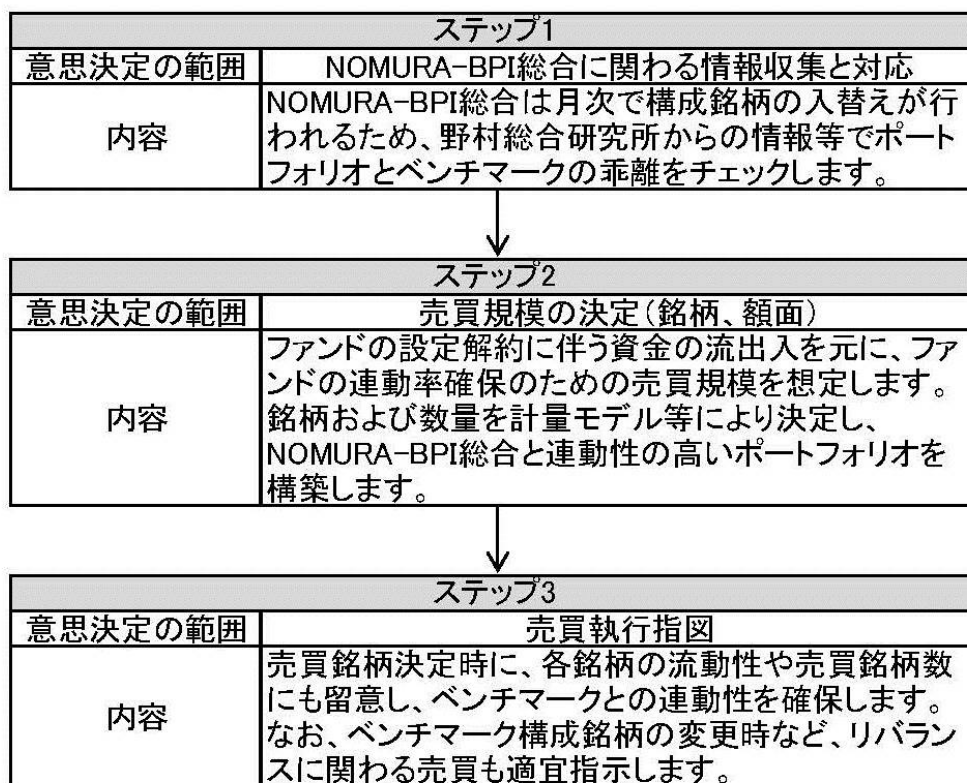 ステップ1
意思決定の範囲 NOMURA-BPI総合に関わる情報収集と対応
内容
NOMURA-BPI総合は月次で構成銘柄の入替えが行
われるため、野村総合研究所からの情報等でポート
フォリオとベンチマークの乖離をチェックします。
ステップ2
意思決定の範囲 売買規模の決定(銘柄、額面)
内容
ファンドの設定解約に伴う資金の流出入を元に、ファ
ンドの連動率確保のための売買規模を想定します。
銘柄および数量を計量モデル等により決定し、
NOMURA-BPI総合と連動性の高いポートフォリオを
構築します。
ステップ3
意思決定の範囲 売買執行指図
内容
売買銘柄決定時に、各銘柄の流動性や売買銘柄数
にも留意し、ベンチマークとの連動性を確保します。
なお、ベンチマーク構成銘柄の変更時など、リバラン
スに関わる売買も適宜指示します。